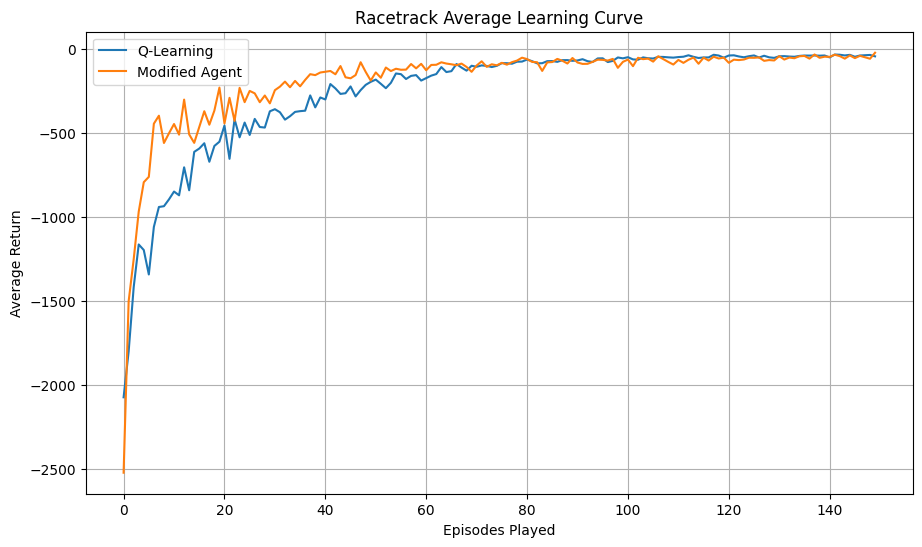 Racetrack Average Learning Curve
Q-Learning
Modified Agent
Average Return
0
−500
−1000
−1500
−2000
−2500
0 20 40 60 80 100 120 140
Episodes Played